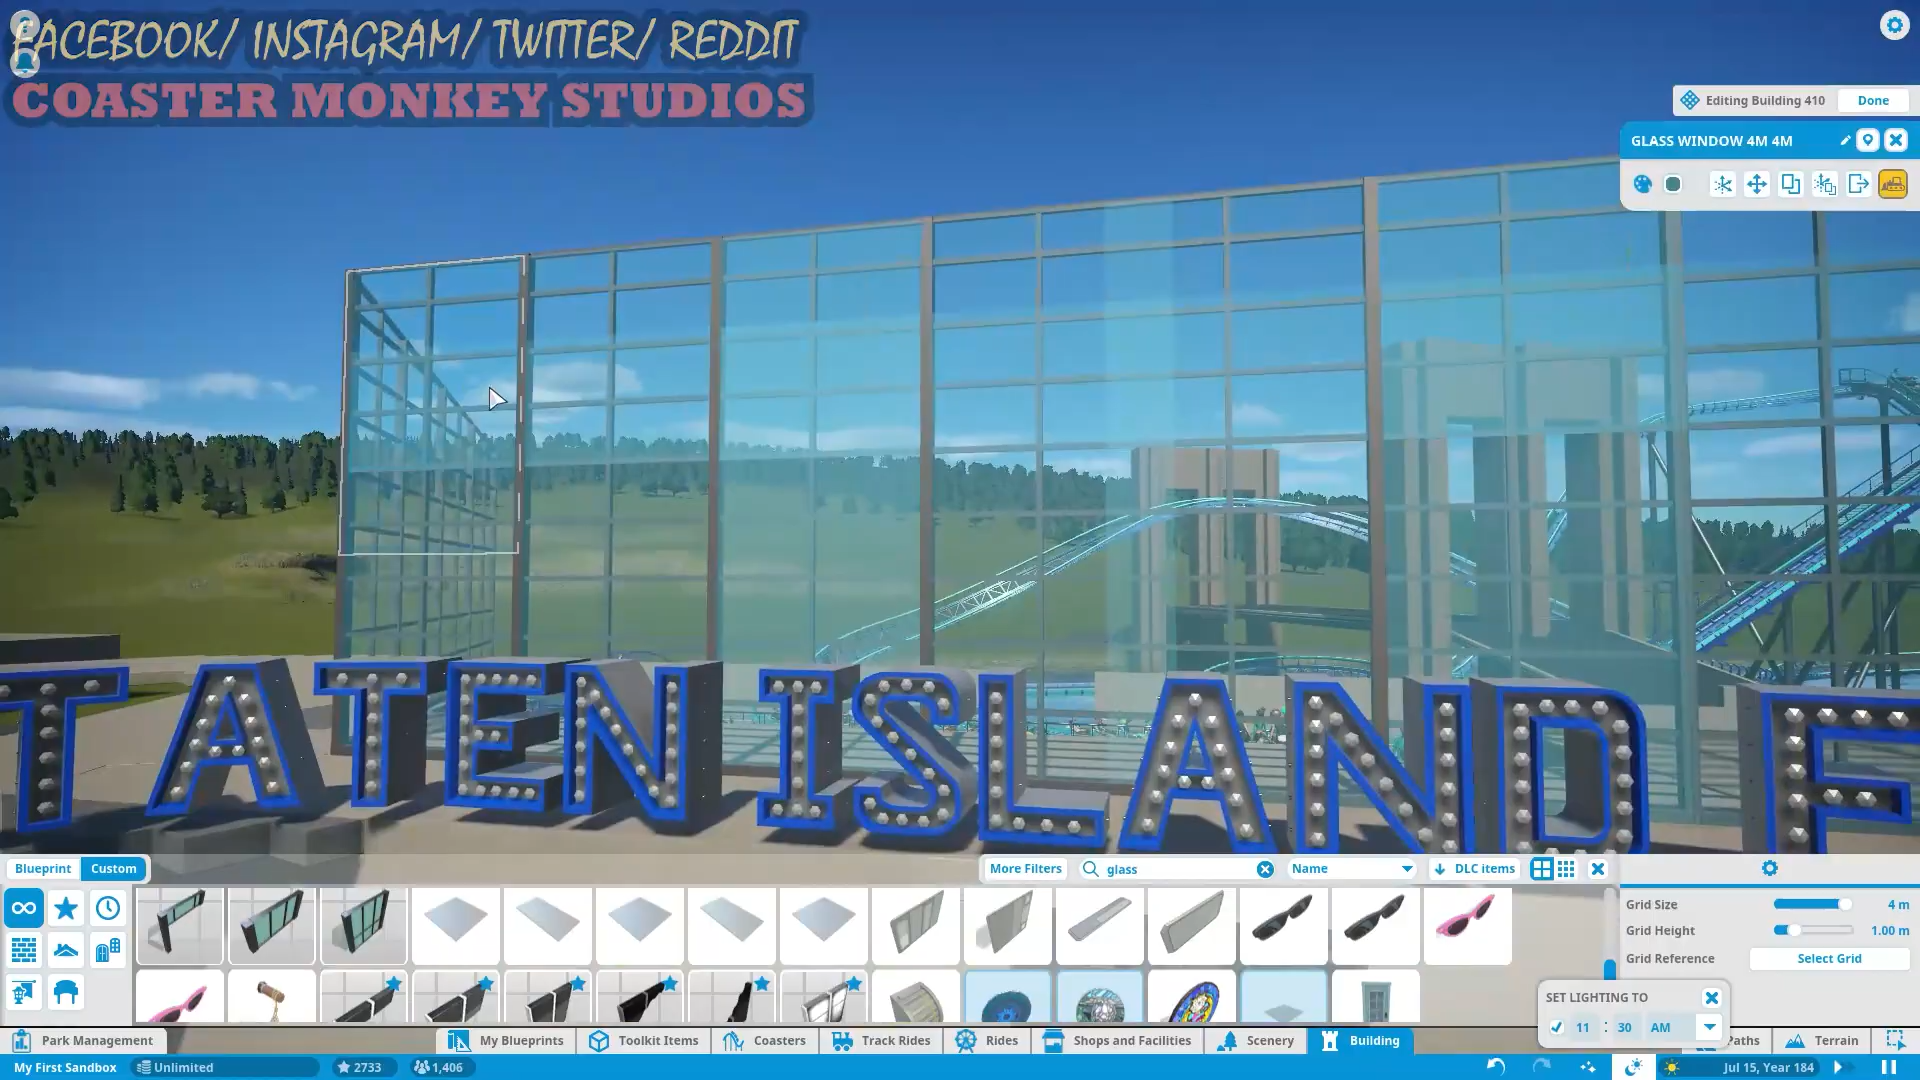 FACEBOOK/ INSTAGRAM/ TWITTER/ REDDIT
COASTER MONKEY STUDIOS
Editing Building 410
Done
GLASS WINDOW 4M 4M
TATEN ISLAND F
Blueprint
Custom
More Filters
glass
Name
DLC items
Grid Size
4 m
Grid Height
1.00 m
Grid Reference
Select Grid
SET LIGHTING TO
11 : 30 AM
Park Management
My Blueprints
Toolkit Items
Coasters
Track Rides
Rides
Shops and Facilities
Scenery
Building
Paths
Terrain
My First Sandbox
Unlimited
2733
1,406
Jul 15, Year 184